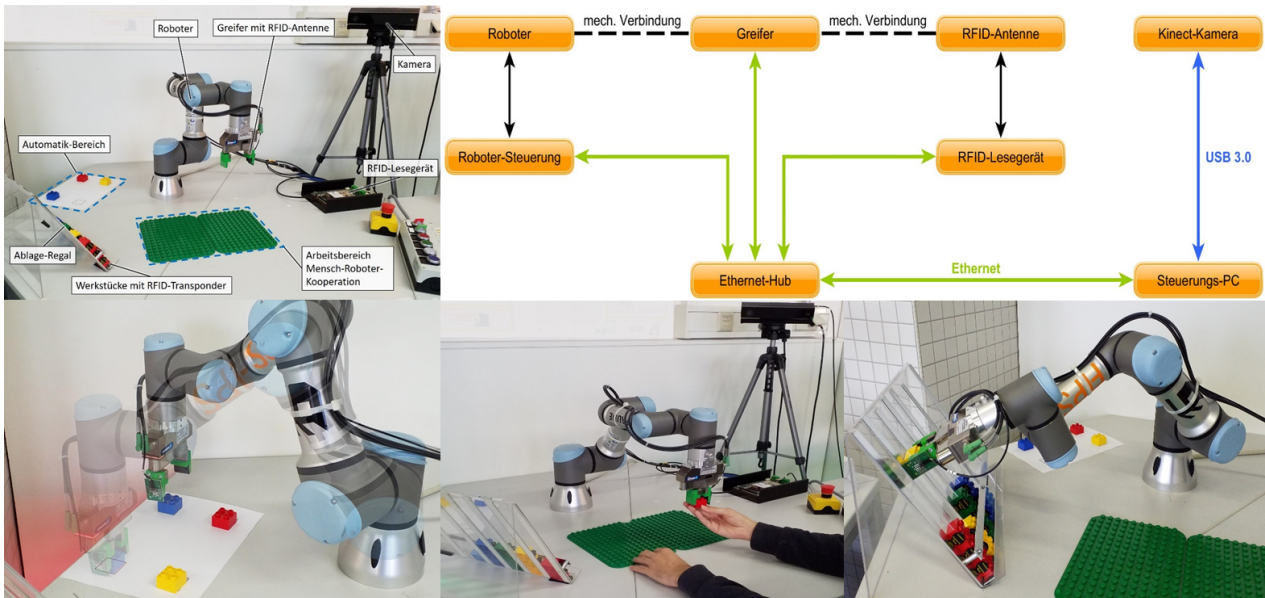 Roboter
Greifer mit RFID-Antenne
Kamera
Automatik-Bereich
RFID-Lesegerät
Ablage-Regal
Arbeitsbereich
Mensch-Roboter-
Kooperation
Werkstücke mit RFID-Transponder
mech. Verbindung
mech. Verbindung
Roboter
Greifer
RFID-Antenne
Kinect-Kamera
Roboter-Steuerung
RFID-Lesegerät
USB 3.0
Ethernet
Ethernet-Hub
Steuerungs-PC